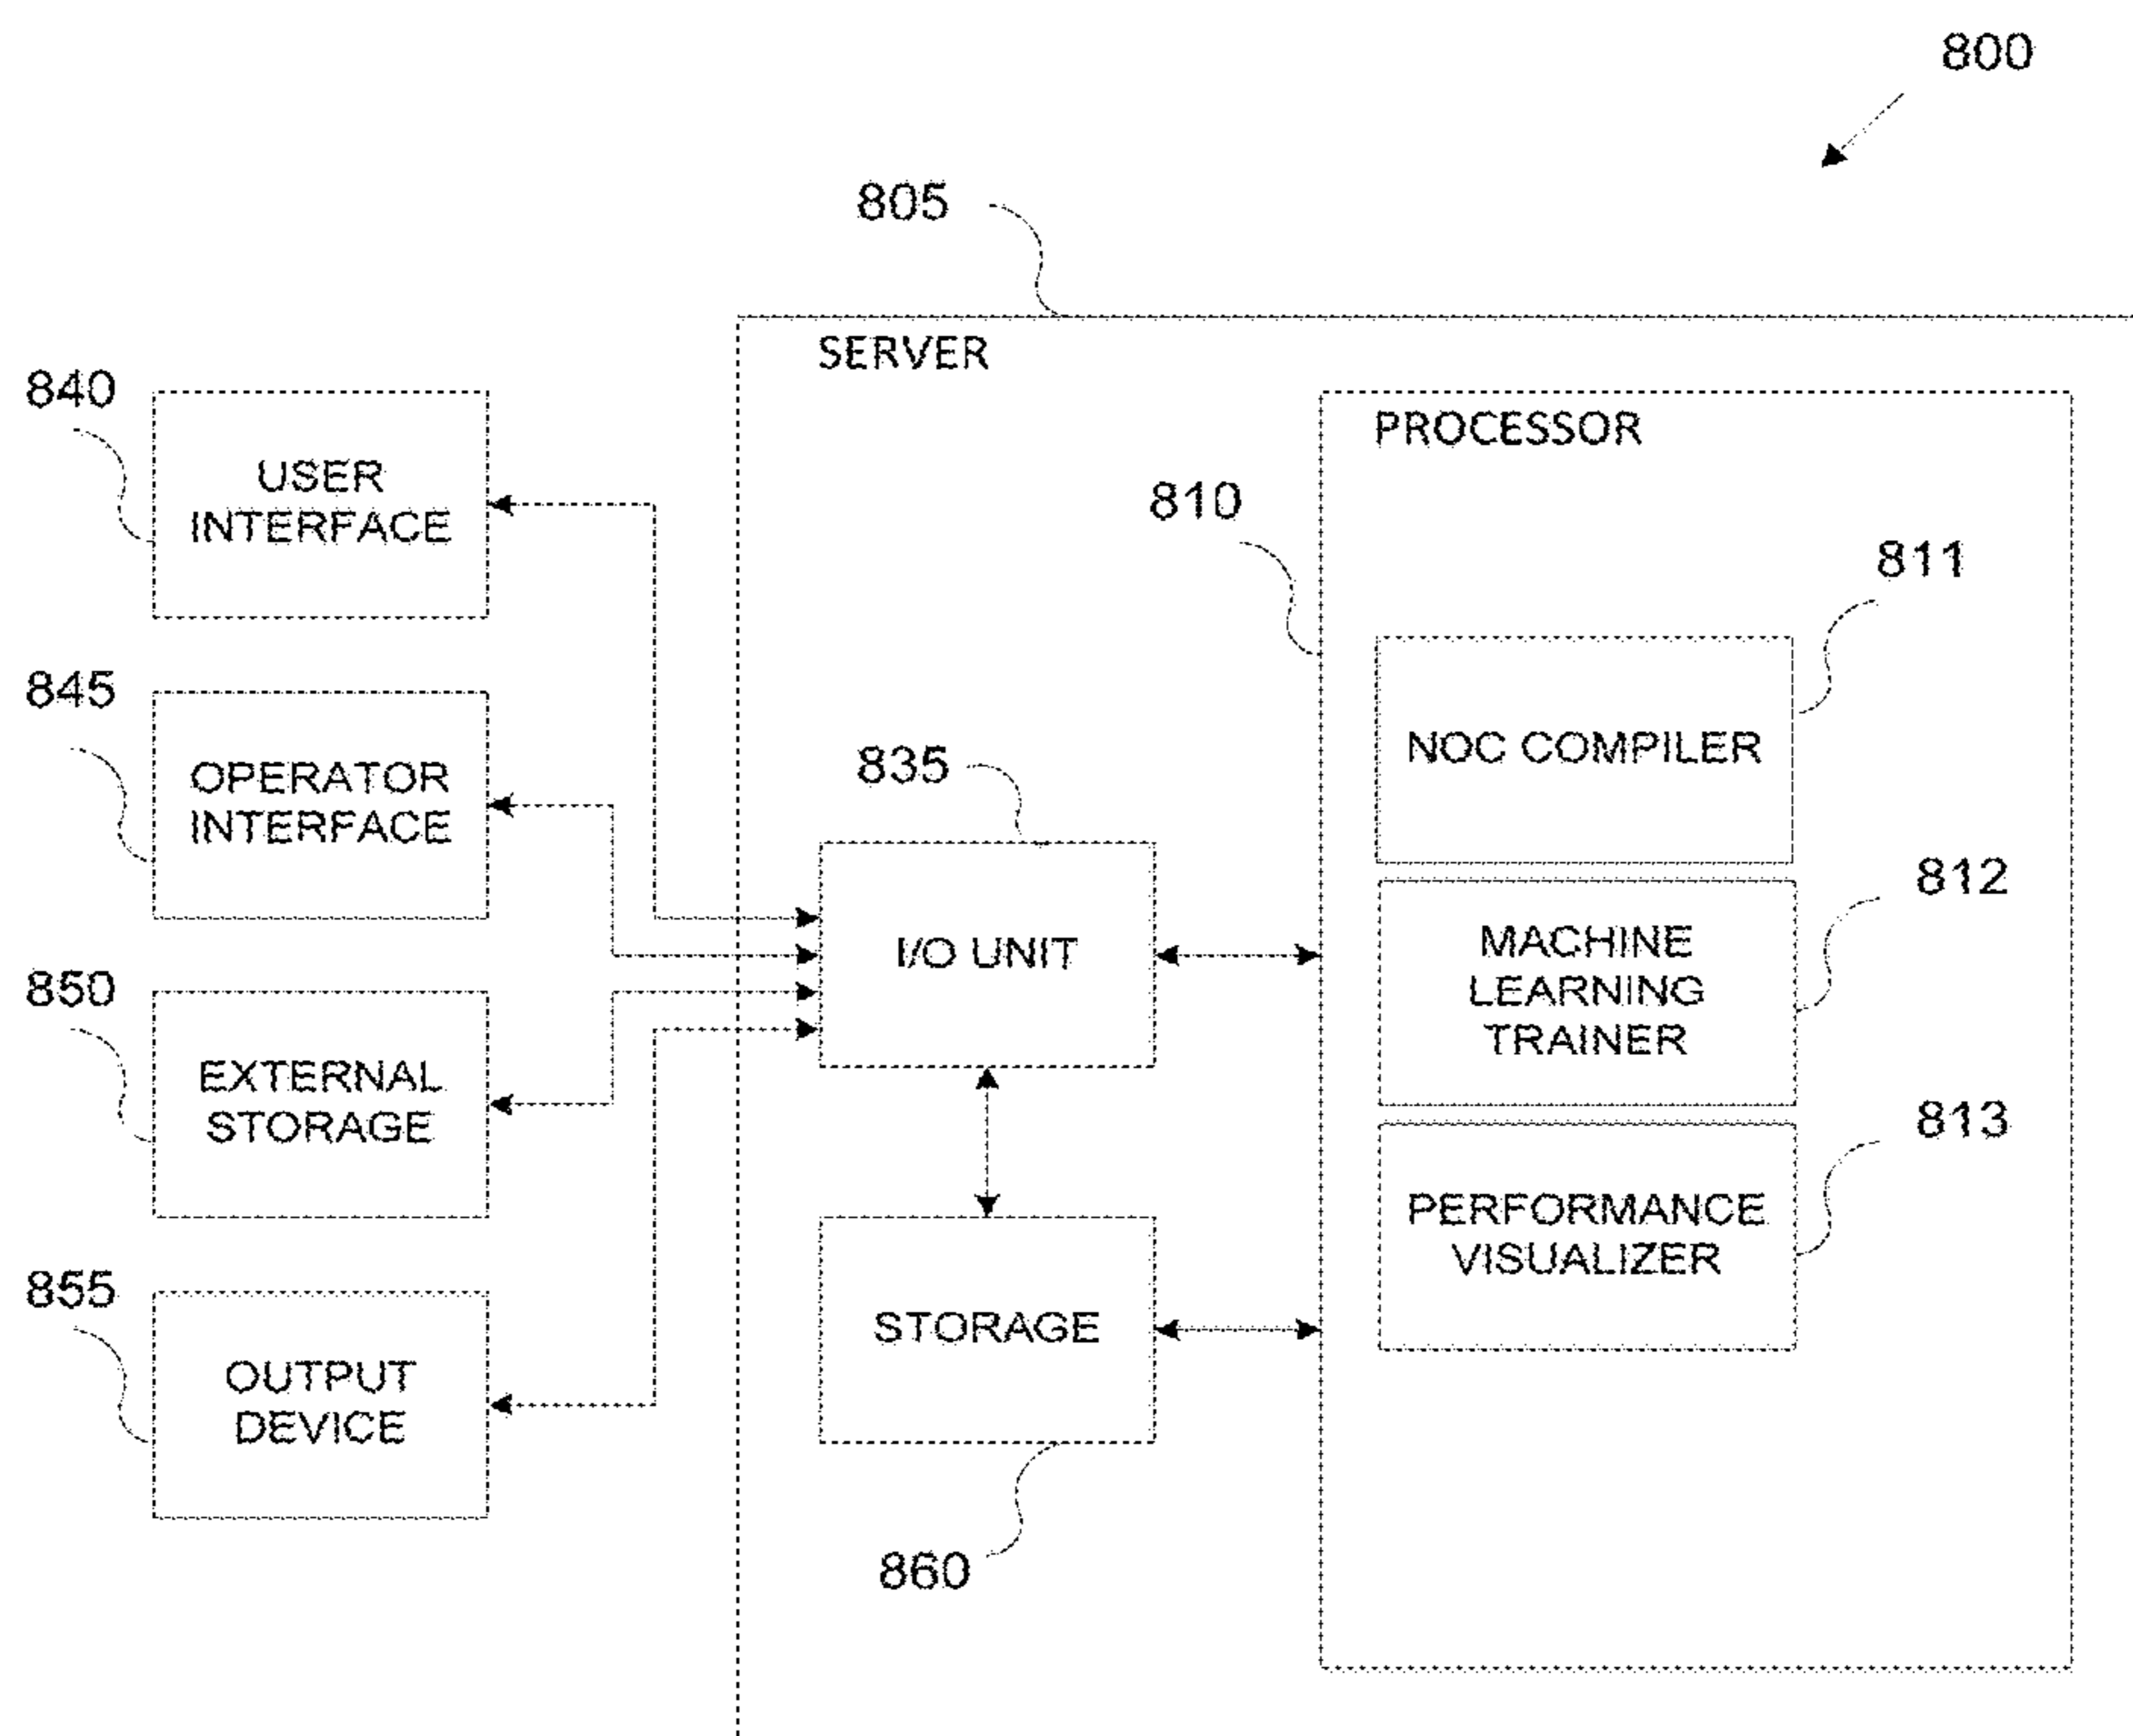 800
805
SERVER
840
USER
INTERFACE
PROCESSOR
810
811
NOC COMPILER
845
OPERATOR
INTERFACE
835
I/O UNIT
812
MACHINE
LEARNING
TRAINER
850
EXTERNAL
STORAGE
813
PERFORMANCE
VISUALIZER
855
OUTPUT
DEVICE
STORAGE
860